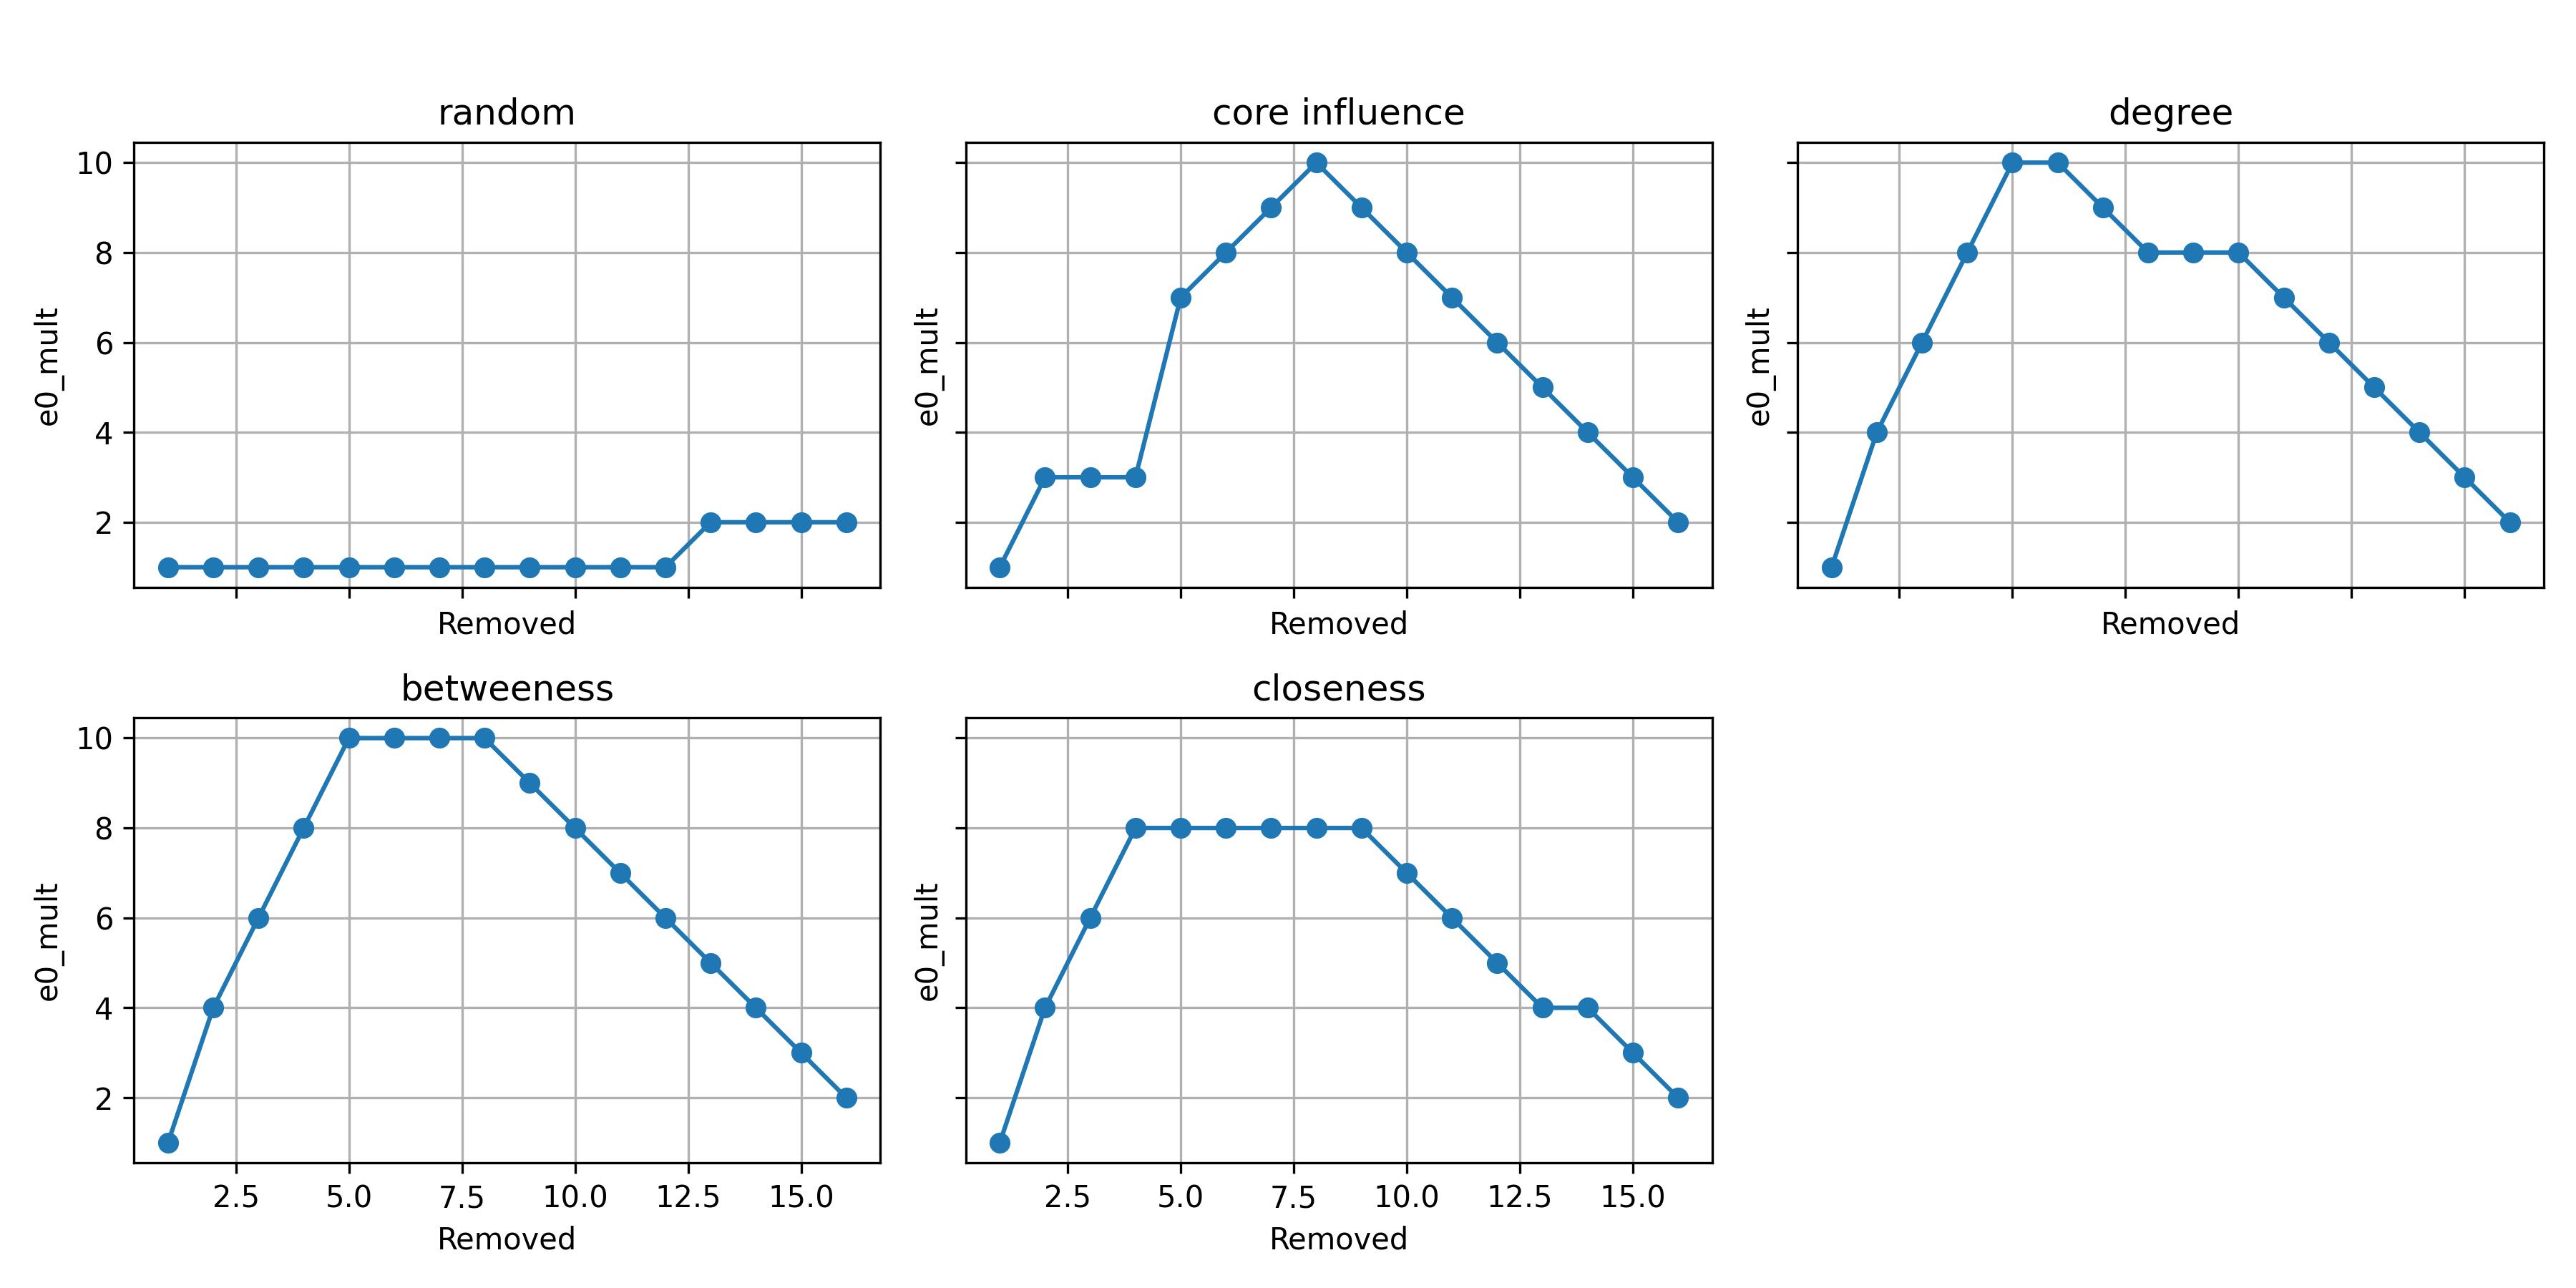 random
10
8
6
4
2
e0_mult
Removed
core influence
e0_mult
Removed
degree
e0_mult
Removed
betweeness
10
8
6
4
2
e0_mult
2.5 5.0 7.5 10.0 12.5 15.0
Removed
closeness
e0_mult
2.5 5.0 7.5 10.0 12.5 15.0
Removed